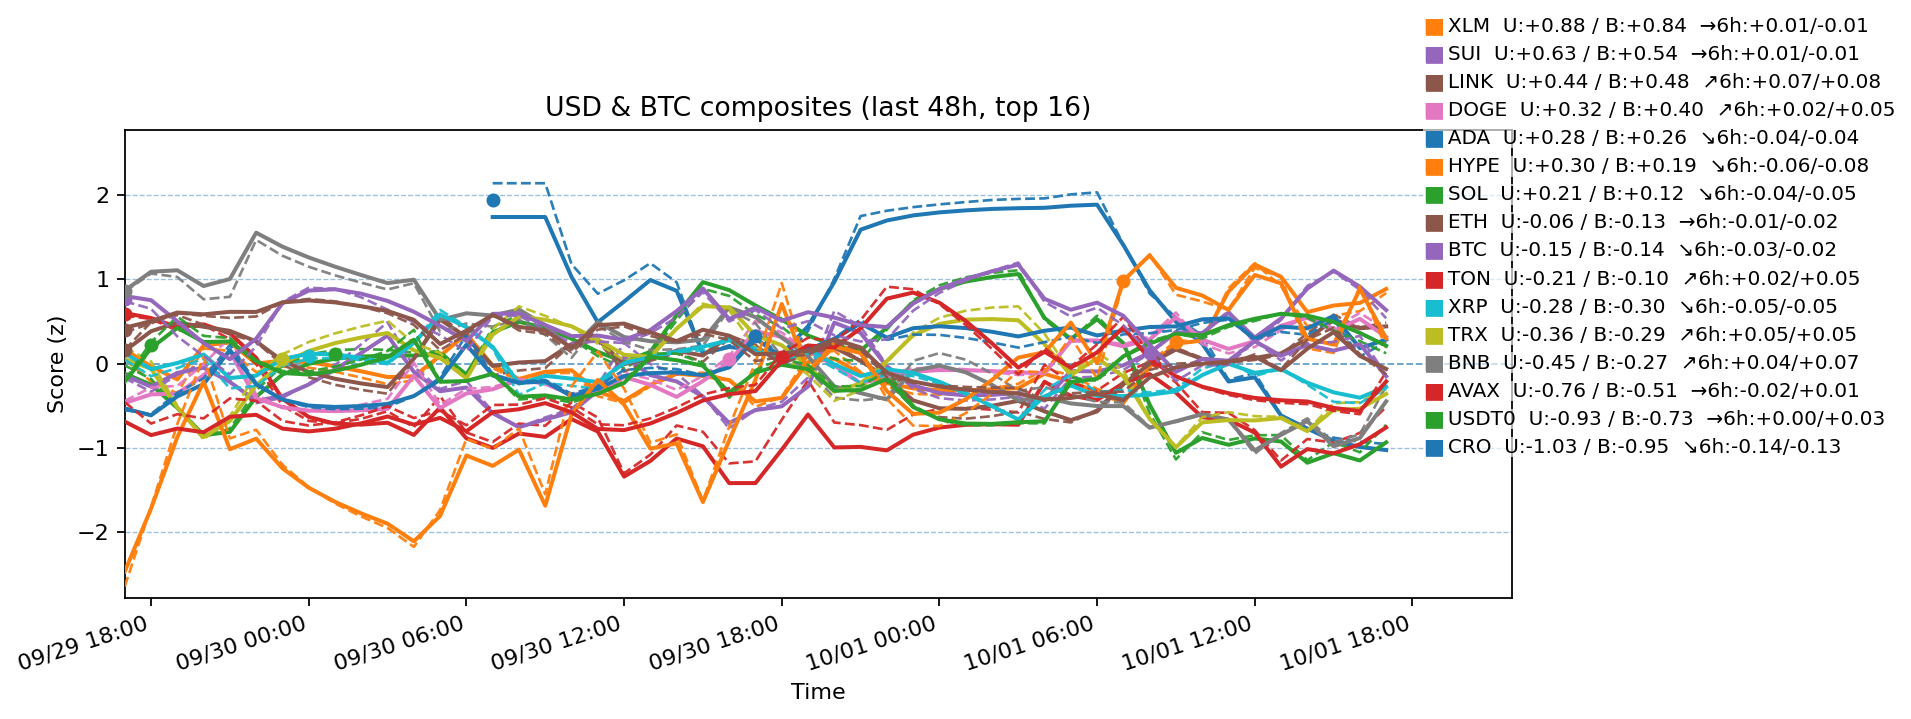 XLM  U:+0.88 / B:+0.84  →6h:+0.01/-0.01
SUI  U:+0.63 / B:+0.54  →6h:+0.01/-0.01
LINK  U:+0.44 / B:+0.48  ↗6h:+0.07/+0.08
DOGE  U:+0.32 / B:+0.40  ↗6h:+0.02/+0.05
ADA  U:+0.28 / B:+0.26  ↘6h:-0.04/-0.04
HYPE  U:+0.30 / B:+0.19  ↘6h:-0.06/-0.08
SOL  U:+0.21 / B:+0.12  ↘6h:-0.04/-0.05
ETH  U:-0.06 / B:-0.13  →6h:-0.01/-0.02
BTC  U:-0.15 / B:-0.14  ↘6h:-0.03/-0.02
TON  U:-0.21 / B:-0.10  ↗6h:+0.02/+0.05
XRP  U:-0.28 / B:-0.30  ↘6h:-0.05/-0.05
TRX  U:-0.36 / B:-0.29  ↗6h:+0.05/+0.05
BNB  U:-0.45 / B:-0.27  ↗6h:+0.04/+0.07
AVAX  U:-0.76 / B:-0.51  →6h:-0.02/+0.01
USDT0  U:-0.93 / B:-0.73  →6h:+0.00/+0.03
CRO  U:-1.03 / B:-0.95  ↘6h:-0.14/-0.13
USD & BTC composites (last 48h, top 16)
Score (z)
2
1
0
−1
−2
09/29 18:00
09/30 00:00
09/30 06:00
09/30 12:00
09/30 18:00
10/01 00:00
10/01 06:00
10/01 12:00
10/01 18:00
Time